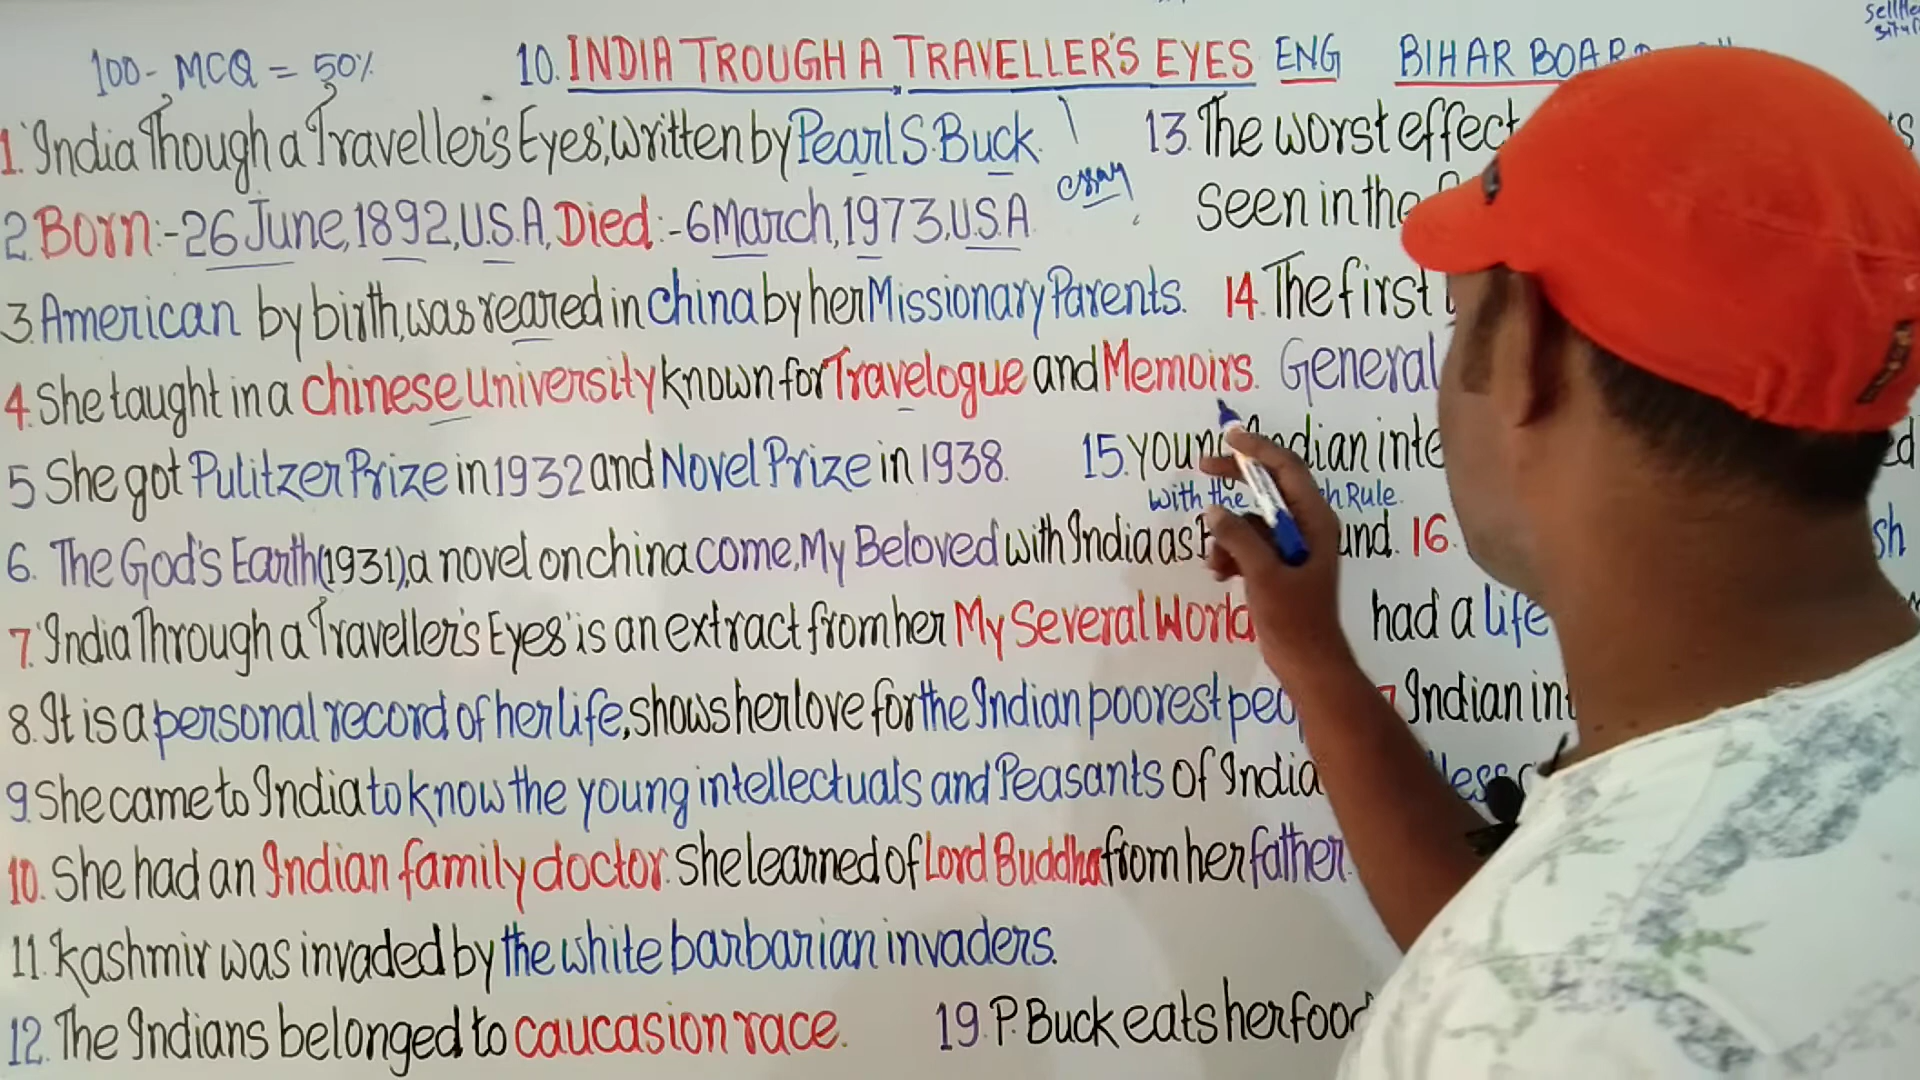 100- MCQ = 50%
10. INDIA TROUGH A TRAVELLER'S EYES ENG BIHAR BOARD
1. 'India Though a Traveller's Eyes', written by Pearl S. Buck.
essay
2. Born:- 26 June, 1892, U.S.A, Died:- 6 March, 1973, U.S.A
3. American by birth, was reared in China by her Missionary Parents.
4. She taught in a Chinese University known for Travelogue and Memoirs.
5 She got Pulitzer Prize in 1932 and Novel Prize in 1938.
6. The God's Earth (1931), a novel on china come, My Beloved with India as
7. 'India Through a Traveller's Eyes' is an extract from her My Several World
8. It is a personal record of her life, shows her love for the Indian poorest
9. She came to India to know the young intellectuals and Peasants of India
10. She had an Indian family doctor. She learned of Lord Buddha from her father.
11. Kashmir was invaded by the white barbarian invaders.
12. The Indians belonged to caucasion race.
13. The worst effect
seen in the
14. The first
General
15. young Indian
with the Rule.
16.
had a life
Indian
19. P. Buck eats her food